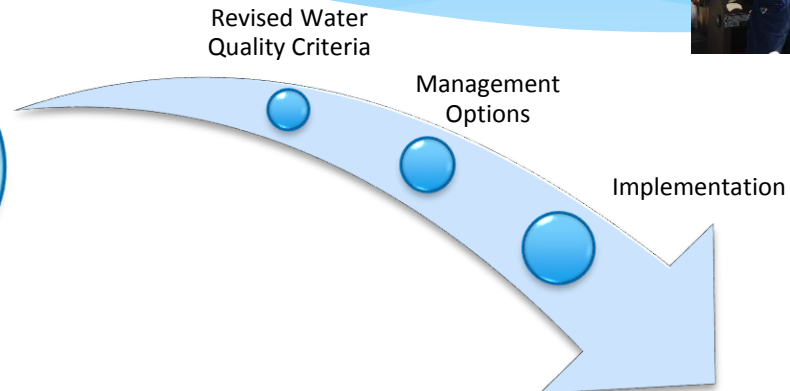 Revised Water
Quality Criteria
Management
Options
Implementation